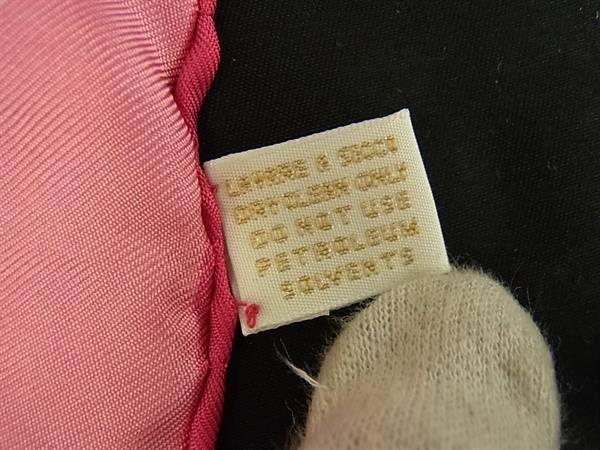 LAVARE A SECCO
DRY CLEAN ONLY
DO NOT USE
PETROLEUM
SOLVENTS